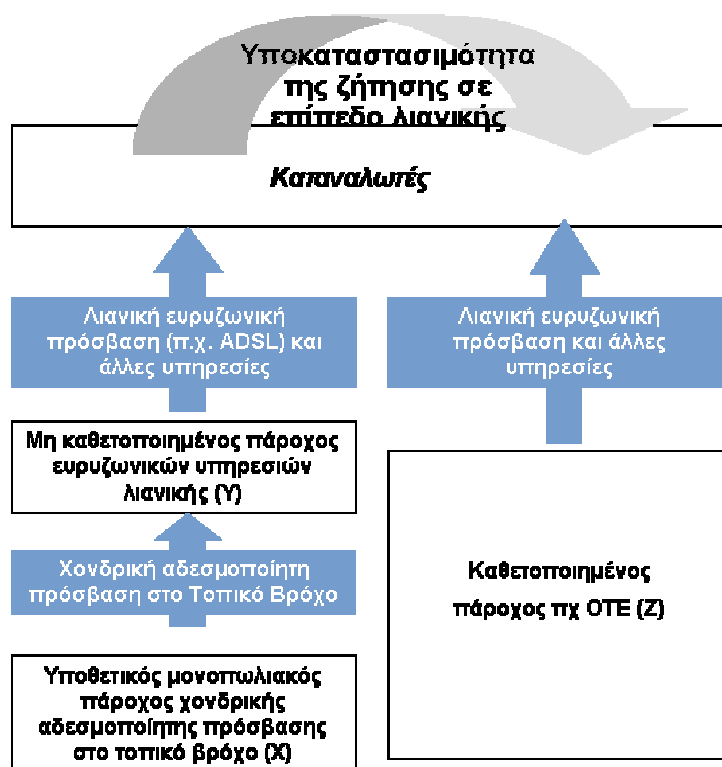 Υποκαταστασιμότητα
της ζήτησης σε
επίπεδο λιανικής
Καταναλωτές
Λιανική ευρυζωνική
πρόσβαση (π.χ. ADSL) και
άλλες υπηρεσίες
Λιανική ευρυζωνική
πρόσβαση και άλλες
υπηρεσίες
Μη καθετοποιημένος πάροχος
ευρυζωνικών υπηρεσιών
λιανικής (Υ)
Χονδρική αδεσμοποίητη
πρόσβαση στο Τοπικό Βρόχο
Καθετοποιημένος
πάροχος πχ ΟΤΕ (Ζ)
Υποθετικός μονοπωλιακός
πάροχος χονδρικής
αδεσμοποίητης πρόσβασης
στο τοπικό βρόχο (Χ)